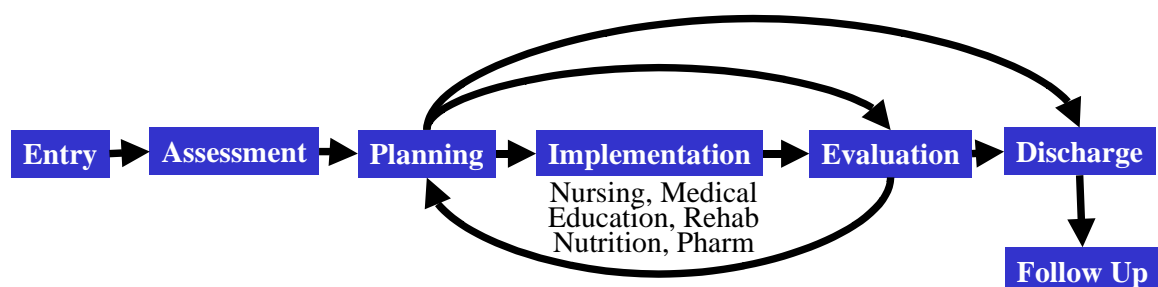 Entry
Assessment
Planning
Implementation
Evaluation
Discharge
Nursing, Medical
Education, Rehab
Nutrition, Pharm
Follow Up